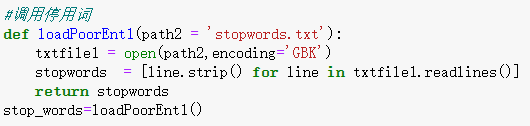 #调用停用词
def loadPoorEnt1(path2 = 'stopwords.txt'):
    txtfile1 = open(path2,encoding='GBK')
    stopwords  = [line.strip() for line in txtfile1.readlines()]
    return stopwords
stop_words=loadPoorEnt1()